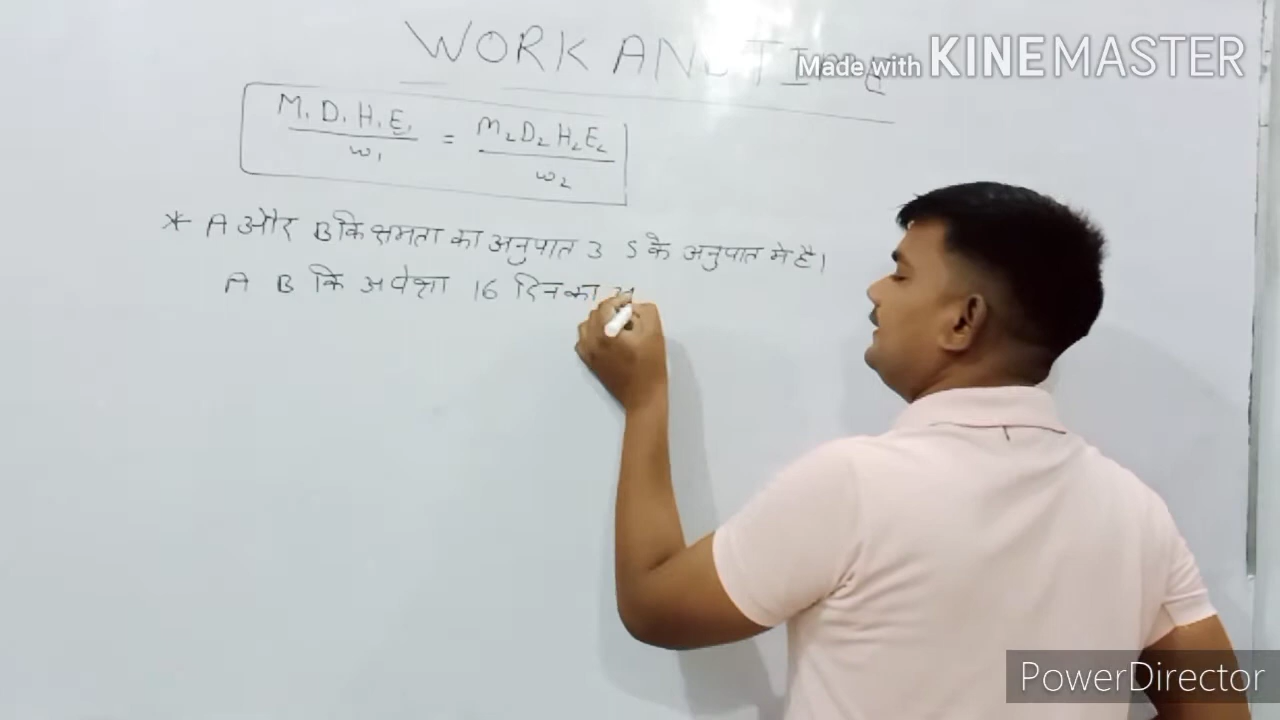 WORK AND TIME
Made with KINEMASTER
M₁ D₁ H₁ E₁ / W₁ = M₂ D₂ H₂ E₂ / W₂
* A और B कि क्षमता का अनुपात 3 5 के अनुपात मे है।
A B कि अपेक्षा 16 दिन का
PowerDirector